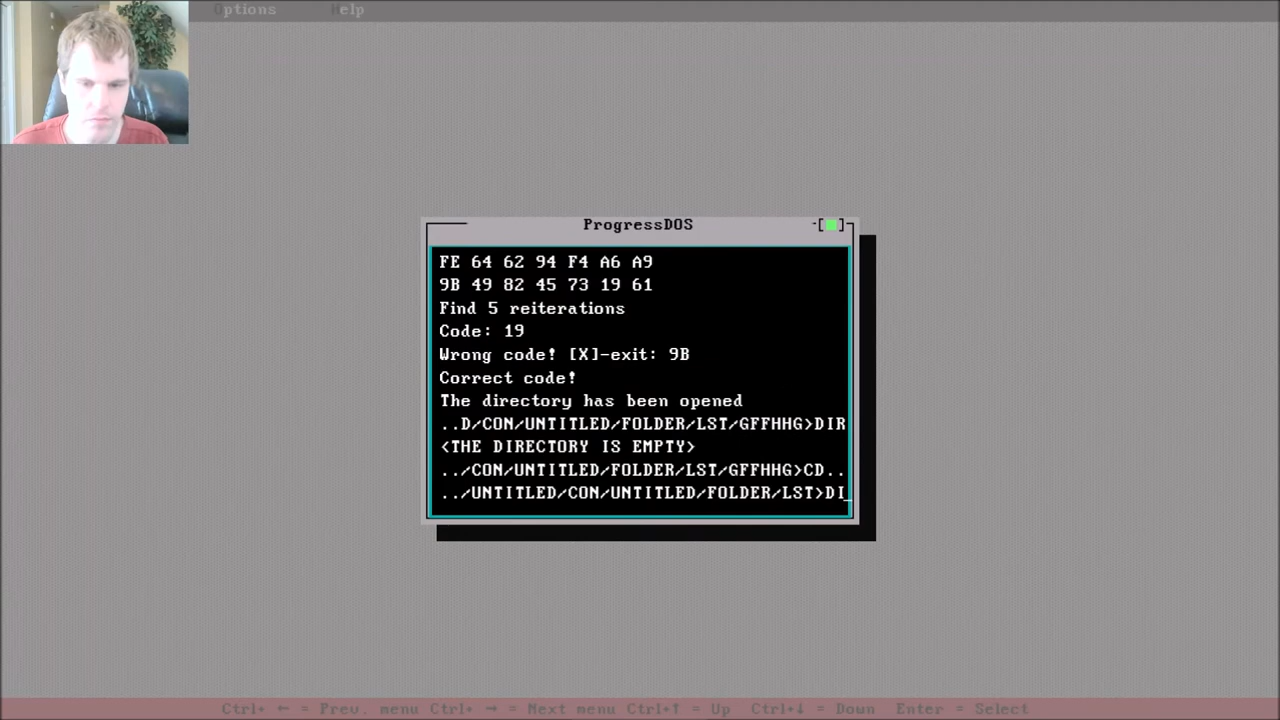 Options Help
ProgressDOS
FE 64 62 94 F4 A6 A9
9B 49 82 45 73 19 61
Find 5 reiterations
Code: 19
Wrong code! [X]-exit: 9B
Correct code!
The directory has been opened
..D/CON/UNTITLED/FOLDER/LST/GFFHHG>DIR
<THE DIRECTORY IS EMPTY>
../CON/UNTITLED/FOLDER/LST/GFFHHG>CD..
../UNTITLED/CON/UNTITLED/FOLDER/LST>DI_
Ctrl+ ← = Prev. menu Ctrl+ → = Next menu Ctrl+↑ = Up Ctrl+↓ = Down Enter = Select